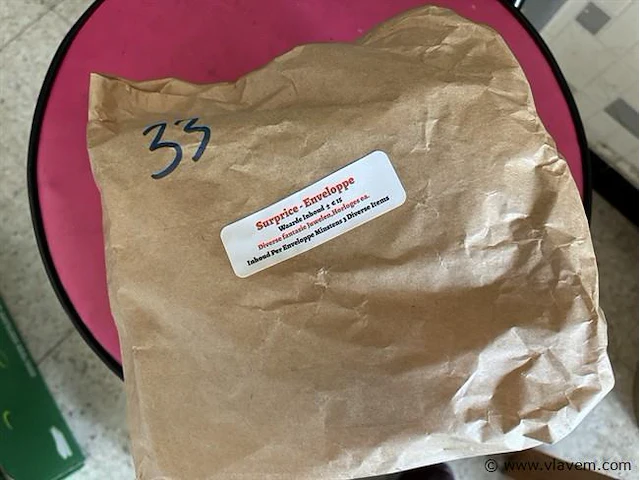 33
Surprice - Enveloppe
Waarde Inhoud ± € 15
Diverse fantasie Juwelen,Horloges ea.
Inhoud Per Enveloppe Minstens 3 Diverse Items
© www.vlavem.com